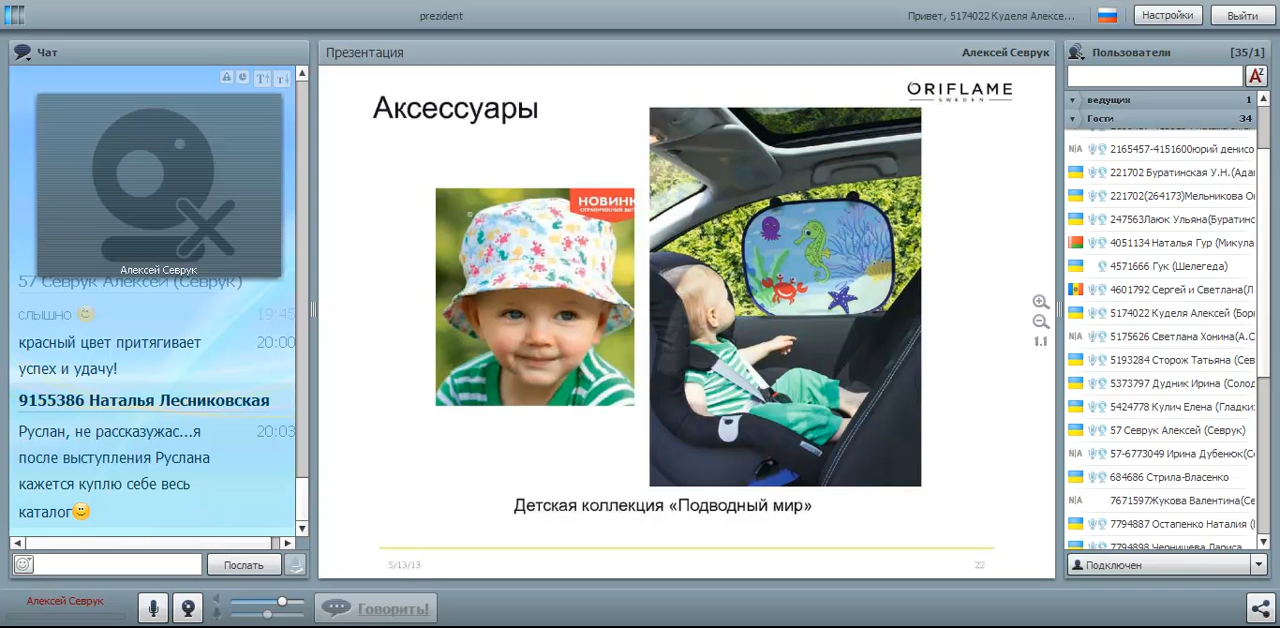 prezident
Привет, 5174022 Куделя Алексе...
Настройки
Выйти
Чат
Алексей Севрук
57 Севрук Алексей (Севрук)
слышно
19:45
красный цвет притягивает
20:00
успех и удачу!
9155386 Наталья Лесниковская
Руслан, не рассказужас...я
20:03
после выступления Руслана
кажется куплю себе весь
каталог
Послать
Презентация
Алексей Севрук
ORIFLAME
SWEDEN
Аксессуары
НОВИНК
Детская коллекция «Подводный мир»
5/13/13
22
1.1
Пользователи
[35/1]
ведущих
1
Гости
34
N/A 2165457-4151600юрий денисо
221702 Буратинская У.Н.(Ада
221702(264173)Мельникова О
247563Лаюк Ульяна(Буратинс
4051134 Наталья Гур (Микула
4571666 Гук (Шелегеда)
4601792 Сергей и Светлана(Л
5174022 Куделя Алексей (Бор
N/A 5175626 Светлана Хонина(А.С
5193284 Сторож Татьяна (Сев
5373797 Дудник Ирина (Солод
5424778 Кулич Елена (Гладки
57 Севрук Алексей (Севрук)
N/A 57-6773049 Ирина Дубенюк(С
684686 Стрила-Власенко
N/A 7671597Жукова Валентина(Се
7794887 Остапенко Наталия (
7794898 Чернишева Лариса
Подключен
Алексей Севрук
Говорить!